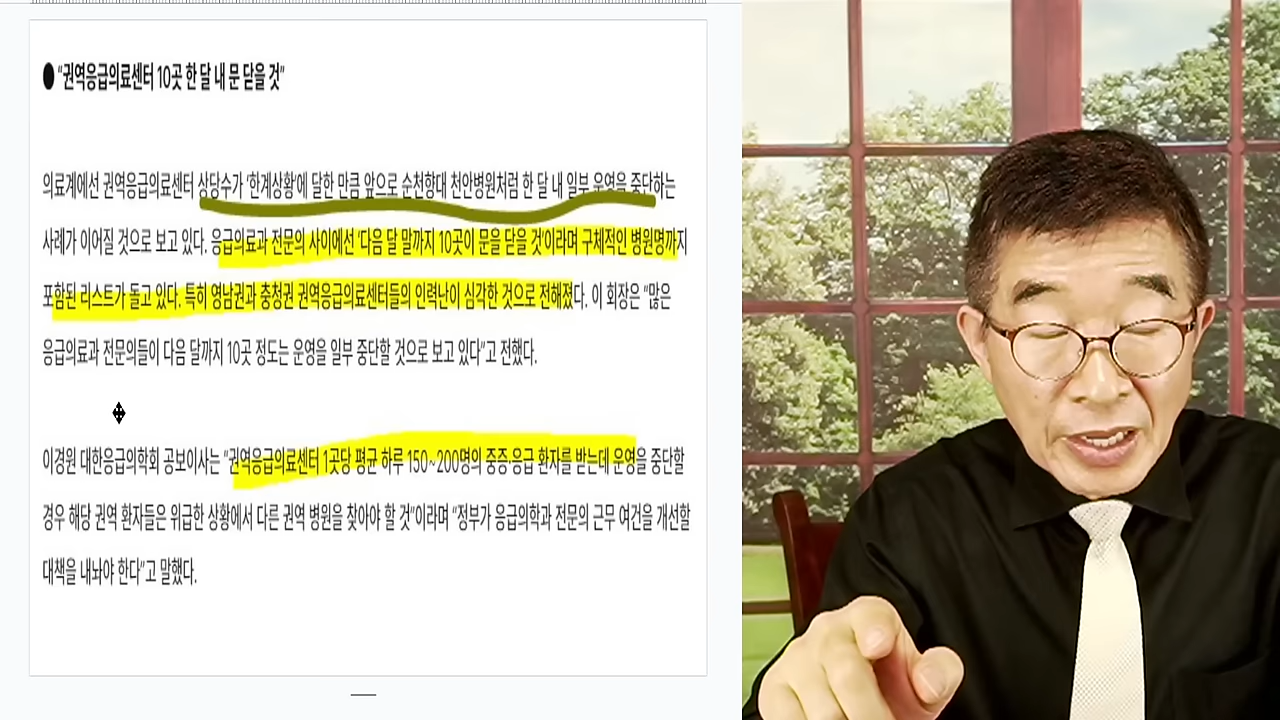 ●“권역응급의료센터 10곳 한 달 내 문 닫을 것”
의료계에선 권역응급의료센터 상당수가 ‘한계상황’에 달한 만큼 앞으로 순천향대 천안병원처럼 한 달 내 일부 운영을 중단하는
사례가 이어질 것으로 보고 있다. 응급의료과 전문의 사이에선 ‘다음 달 말까지 10곳이 문을 닫을 것’이라며 구체적인 병원명까지
포함된 리스트가 돌고 있다. 특히 영남권과 충청권 권역응급의료센터들의 인력난이 심각한 것으로 전해졌다. 이 회장은 “많은
응급의료과 전문의들이 다음 달까지 10곳 정도는 운영을 일부 중단할 것으로 보고 있다”고 전했다.
이경원 대한응급의학회 공보이사는 “권역응급의료센터 1곳당 평균 하루 150~200명의 중증 응급 환자를 받는데 운영을 중단할
경우 해당 권역 환자들은 위급한 상황에서 다른 권역 병원을 찾아야 할 것”이라며 “정부가 응급의학과 전문의 근무 여건을 개선할
대책을 내놔야 한다”고 말했다.